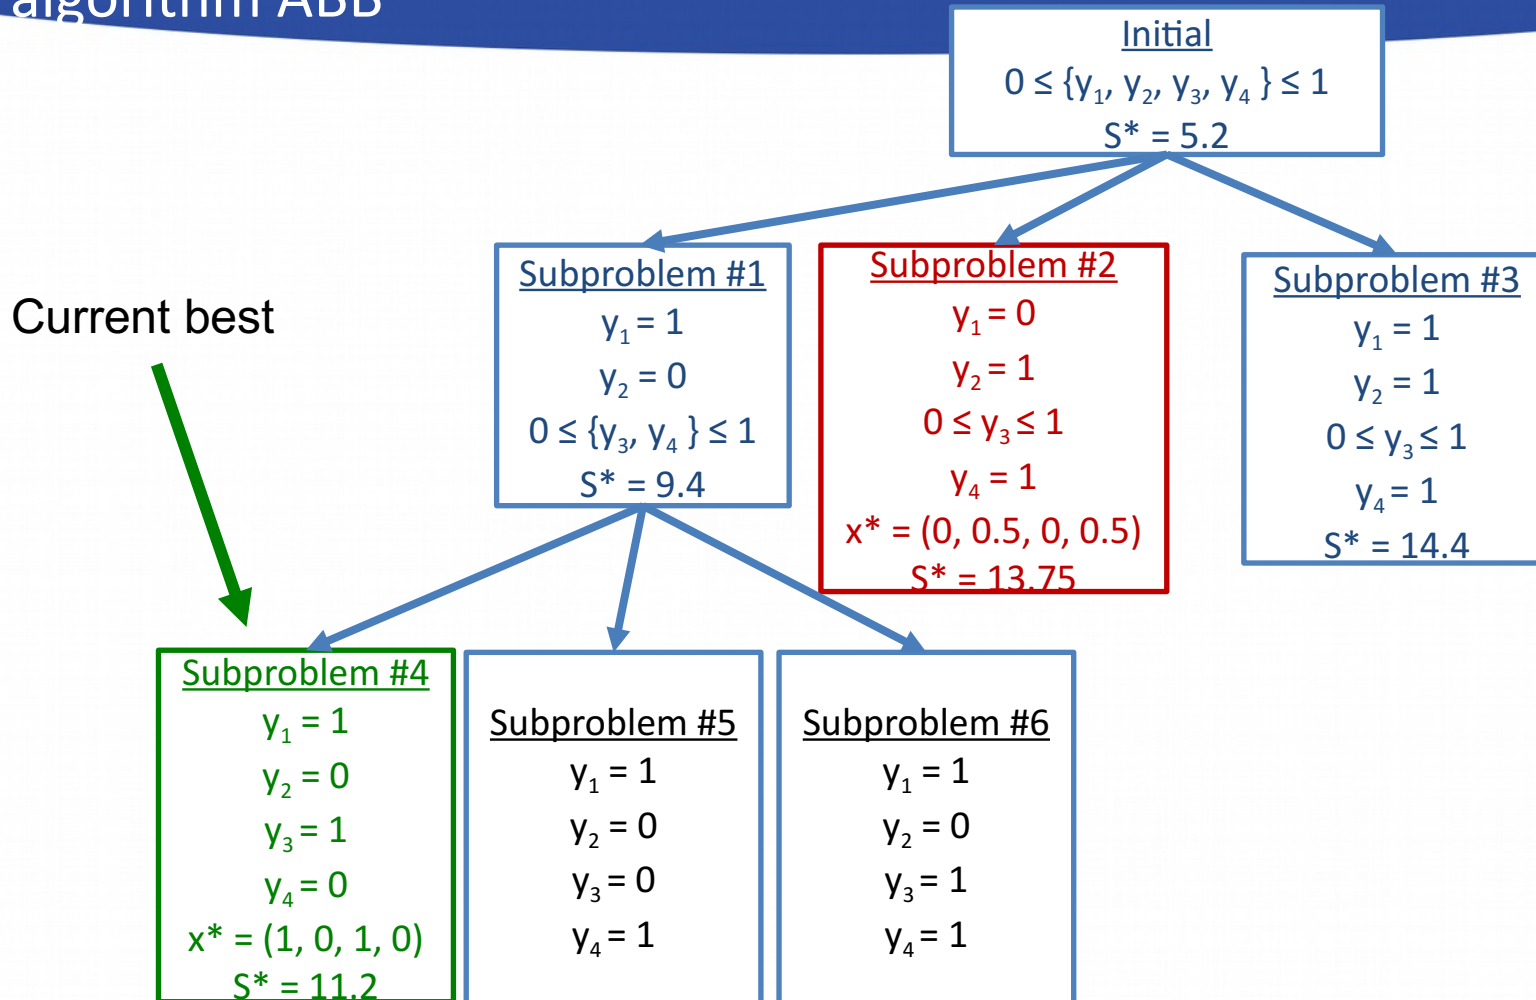 algorithm ABB
Initial
0 ≤ {y₁, y₂, y₃, y₄ } ≤ 1
S* = 5.2
Current best
Subproblem #1
y₁ = 1
y₂ = 0
0 ≤ {y₃, y₄ } ≤ 1
S* = 9.4
Subproblem #2
y₁ = 0
y₂ = 1
0 ≤ y₃ ≤ 1
y₄ = 1
x* = (0, 0.5, 0, 0.5)
S* = 13.75
Subproblem #3
y₁ = 1
y₂ = 1
0 ≤ y₃ ≤ 1
y₄ = 1
S* = 14.4
Subproblem #4
y₁ = 1
y₂ = 0
y₃ = 1
y₄ = 0
x* = (1, 0, 1, 0)
S* = 11.2
Subproblem #5
y₁ = 1
y₂ = 0
y₃ = 0
y₄ = 1
Subproblem #6
y₁ = 1
y₂ = 0
y₃ = 1
y₄ = 1